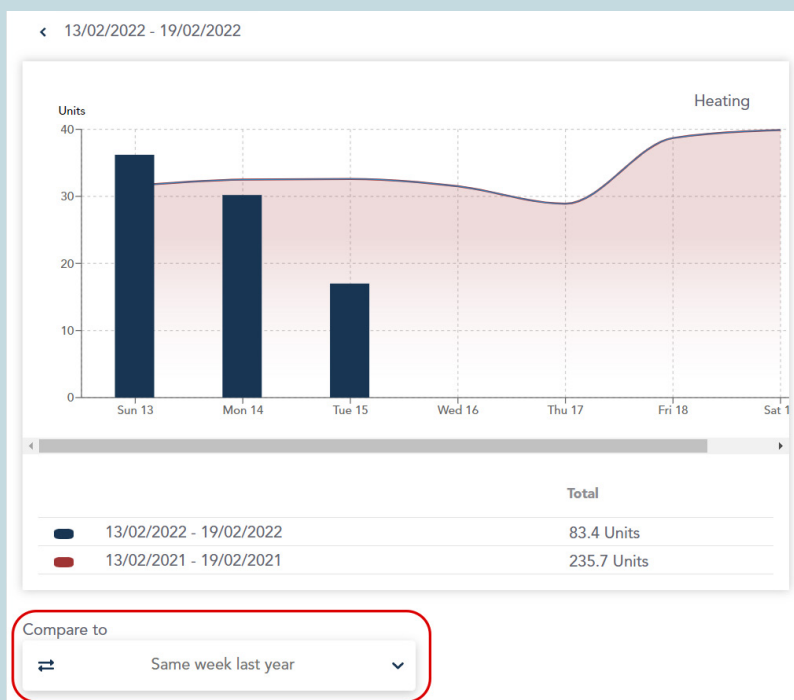 13/02/2022 - 19/02/2022
Heating
Units
40
30
20
10
0
Sun 13 Mon 14 Tue 15 Wed 16 Thu 17 Fri 18 Sat 1
Total
13/02/2022 - 19/02/2022 83.4 Units
13/02/2021 - 19/02/2021 235.7 Units
Compare to
Same week last year